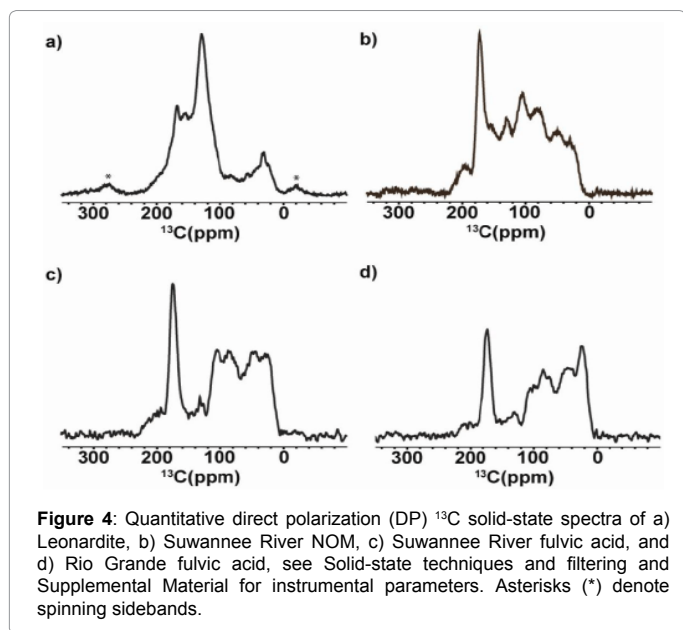 a)
*
*
300 200 100 0
¹³C(ppm)
b)
300 200 100 0
¹³C(ppm)
c)
300 200 100 0
¹³C(ppm)
d)
300 200 100 0
¹³C(ppm)
Figure 4: Quantitative direct polarization (DP) ¹³C solid-state spectra of a)
Leonardite, b) Suwannee River NOM, c) Suwannee River fulvic acid, and
d) Rio Grande fulvic acid, see Solid-state techniques and filtering and
Supplemental Material for instrumental parameters. Asterisks (*) denote
spinning sidebands.